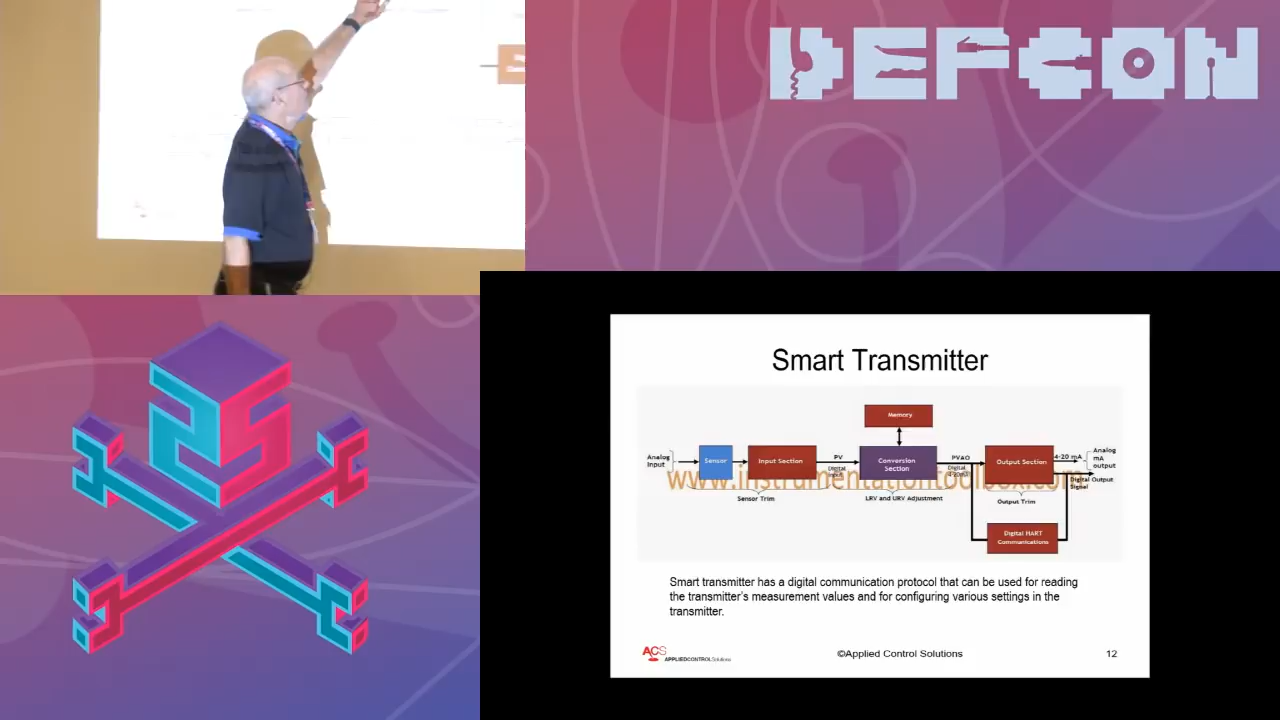 DEFCON
Smart Transmitter
Memory
Analog
Input
Sensor
Input Section
PV
Digital
Conversion
Section
PVAO
Digital
Output Section
4-20 mA
Analog
mA
output
Digital Output
Signal
www.instrumentationtoolbox.com
Sensor Trim
LRV and URV Adjustment
Output Trim
Digital HART
Communications
Smart transmitter has a digital communication protocol that can be used for reading
the transmitter's measurement values and for configuring various settings in the
transmitter.
ACS
APPLIEDCONTROLSolutions
©Applied Control Solutions
12